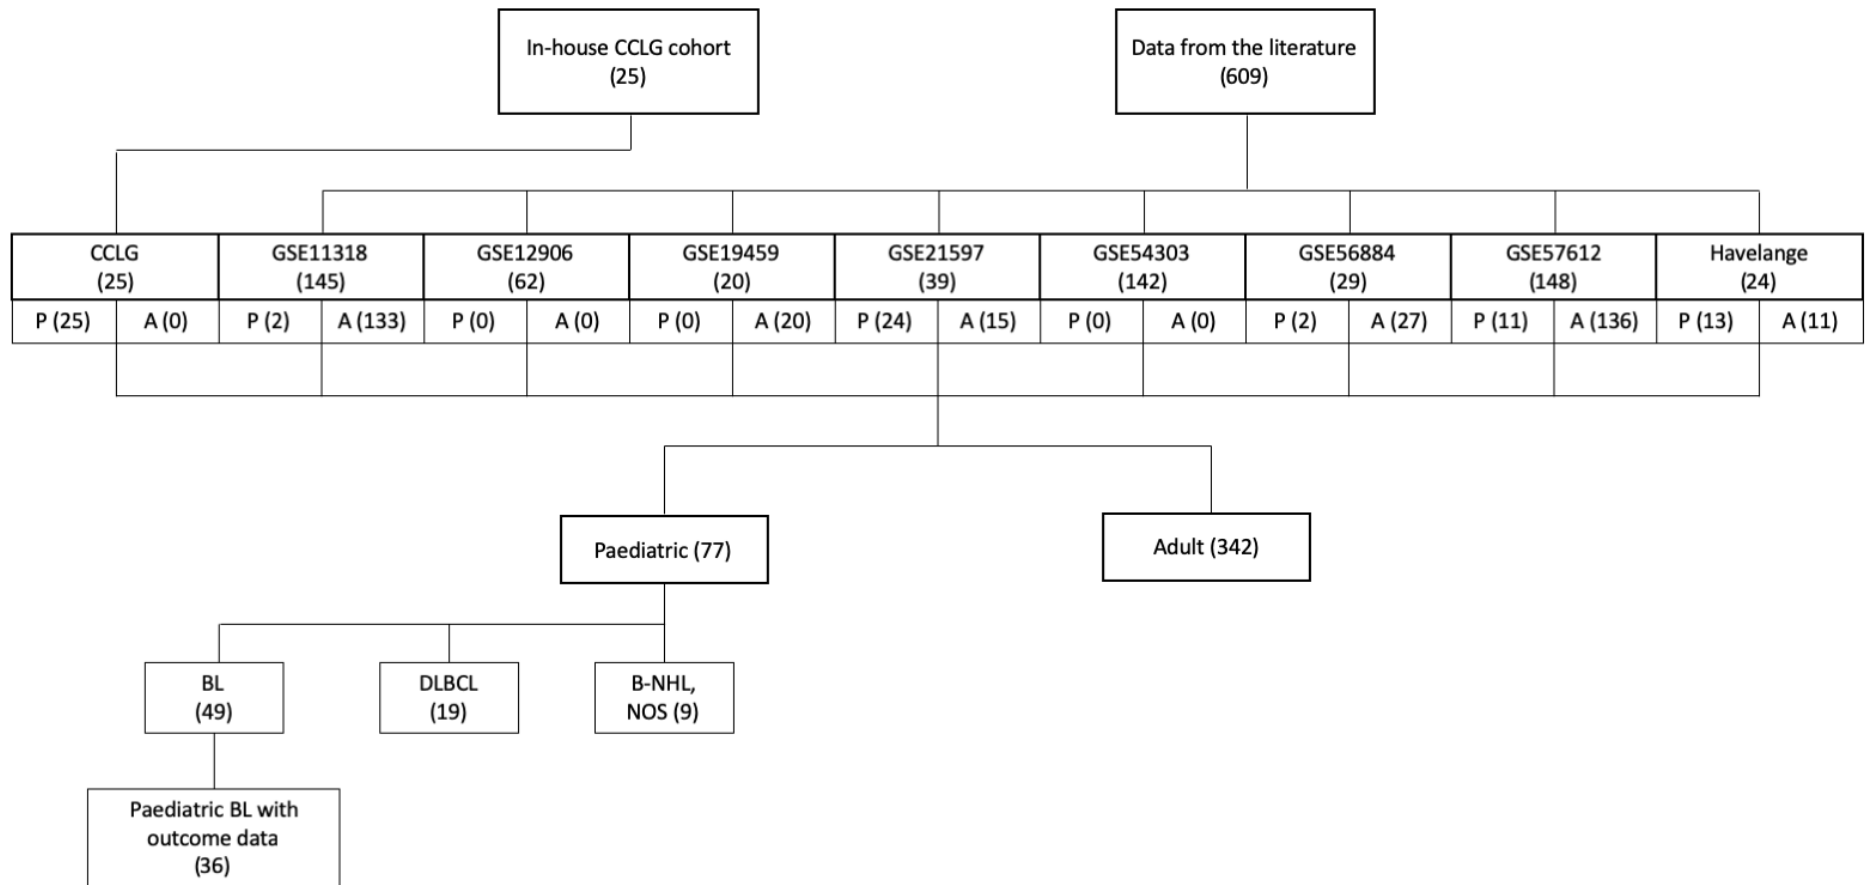 In-house CCLG cohort
(25)
Data from the literature
(609)
CCLG
(25)
GSE11318
(145)
GSE12906
(62)
GSE19459
(20)
GSE21597
(39)
GSE54303
(142)
GSE56884
(29)
GSE57612
(148)
Havelange
(24)
P (25)
A (0)
P (2)
A (133)
P (0)
A (0)
P (0)
A (20)
P (24)
A (15)
P (0)
A (0)
P (2)
A (27)
P (11)
A (136)
P (13)
A (11)
Paediatric (77)
Adult (342)
BL
(49)
DLBCL
(19)
B-NHL,
NOS (9)
Paediatric BL with
outcome data
(36)